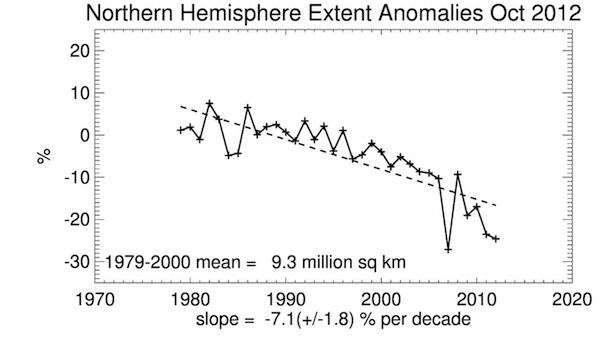 Northern Hemisphere Extent Anomalies Oct 2012
20
10
0
-10
-20
-30
%
1979-2000 mean = 9.3 million sq km
1970 1980 1990 2000 2010 2020
slope = -7.1(+/-1.8) % per decade